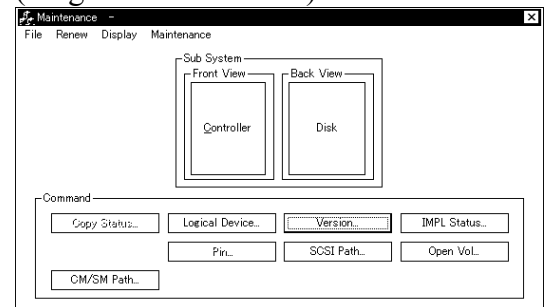 Maintenance -
File Renew Display Maintenance
Sub System
Front View Back View
Controller Disk
Command
Copy Status... Logical Device... Version... IMPL Status...
Pin... SCSI Path... Open Vol...
CM/SM Path...